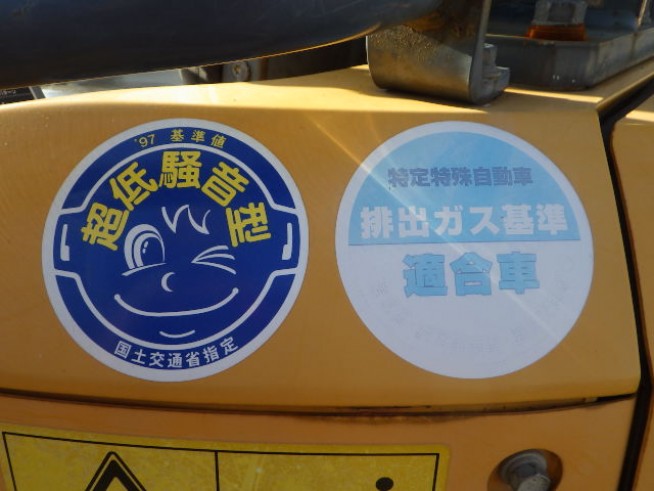 '97 基準値
超低騒音型
国土交通省指定
特定特殊自動車
排出ガス基準
適合車